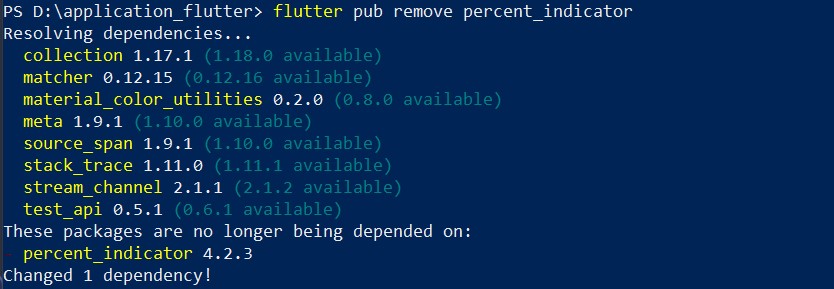 PS D:\application_flutter> flutter pub remove percent_indicator
Resolving dependencies...
collection 1.17.1 (1.18.0 available)
matcher 0.12.15 (0.12.16 available)
material_color_utilities 0.2.0 (0.8.0 available)
meta 1.9.1 (1.10.0 available)
source_span 1.9.1 (1.10.0 available)
stack_trace 1.11.0 (1.11.1 available)
stream_channel 2.1.1 (2.1.2 available)
test_api 0.5.1 (0.6.1 available)
These packages are no longer being depended on:
- percent_indicator 4.2.3
Changed 1 dependency!